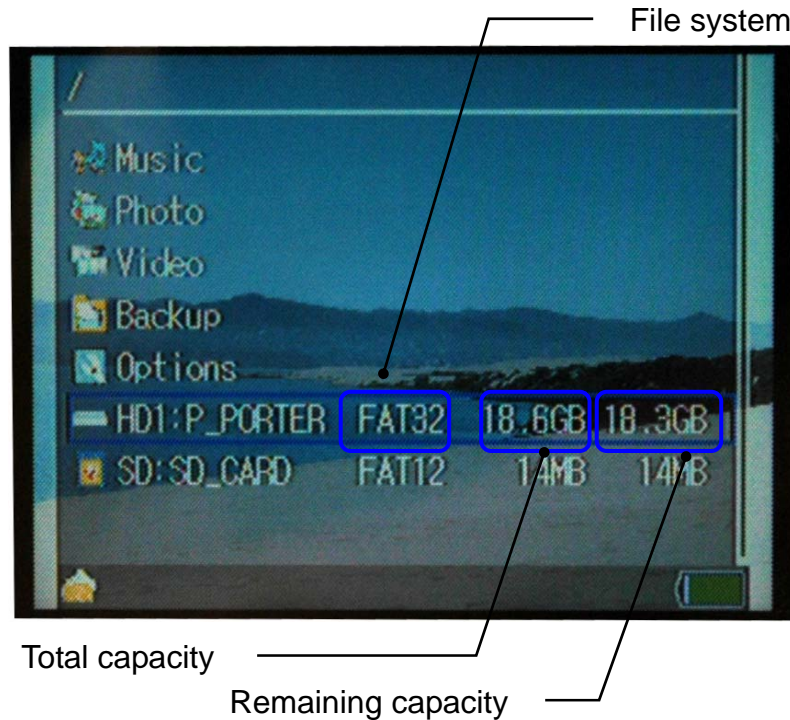 File system
/
Music
Photo
Video
Backup
Options
HD1:P_PORTER FAT32 18.6GB 18.3GB
SD:SD_CARD FAT12 14MB 14MB
Total capacity
Remaining capacity